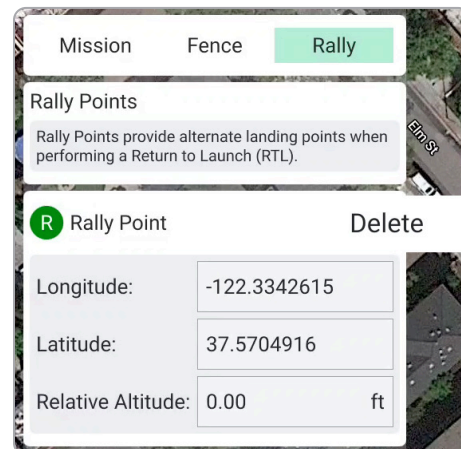 Mission Fence Rally
Rally Points
Rally Points provide alternate landing points when
performing a Return to Launch (RTL).
Elm St
R Rally Point Delete
Longitude: -122.3342615
Latitude: 37.5704916
Relative Altitude: 0.00 ft